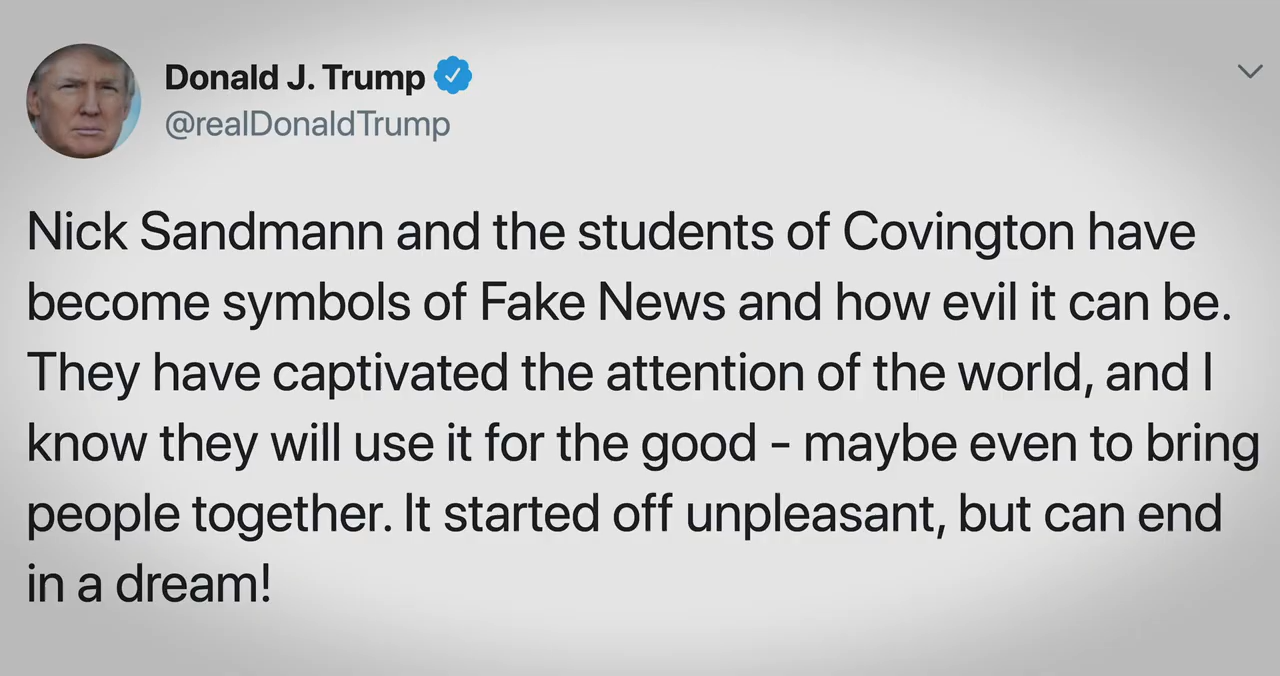 Donald J. Trump
@realDonaldTrump
Nick Sandmann and the students of Covington have
become symbols of Fake News and how evil it can be.
They have captivated the attention of the world, and I
know they will use it for the good - maybe even to bring
people together. It started off unpleasant, but can end
in a dream!